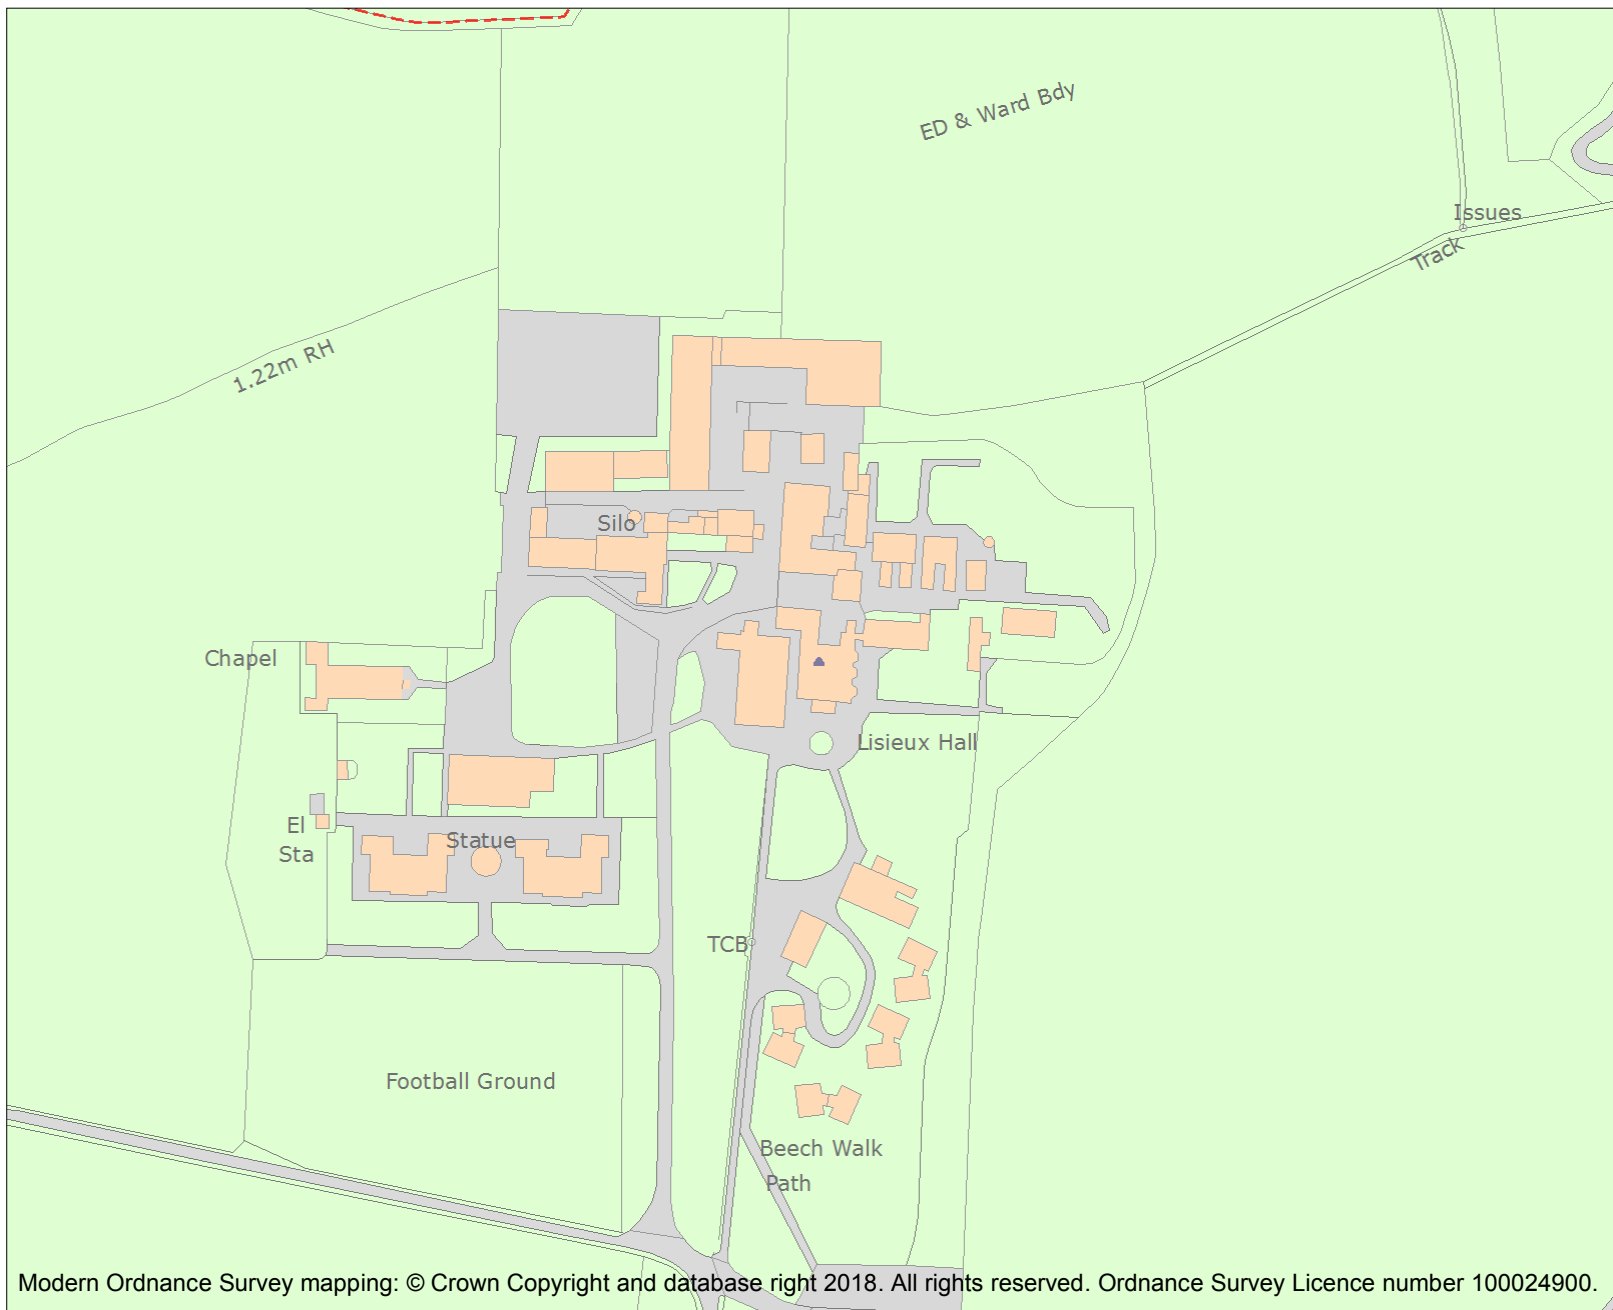 ED & Ward Bdy
Issues
Track
1.22m RH
Silo
Chapel
Lisieux Hall
El
Sta
Statue
TCB
Football Ground
Beech Walk
Path
Modern Ordnance Survey mapping: © Crown Copyright and database right 2018. All rights reserved. Ordnance Survey Licence number 100024900.